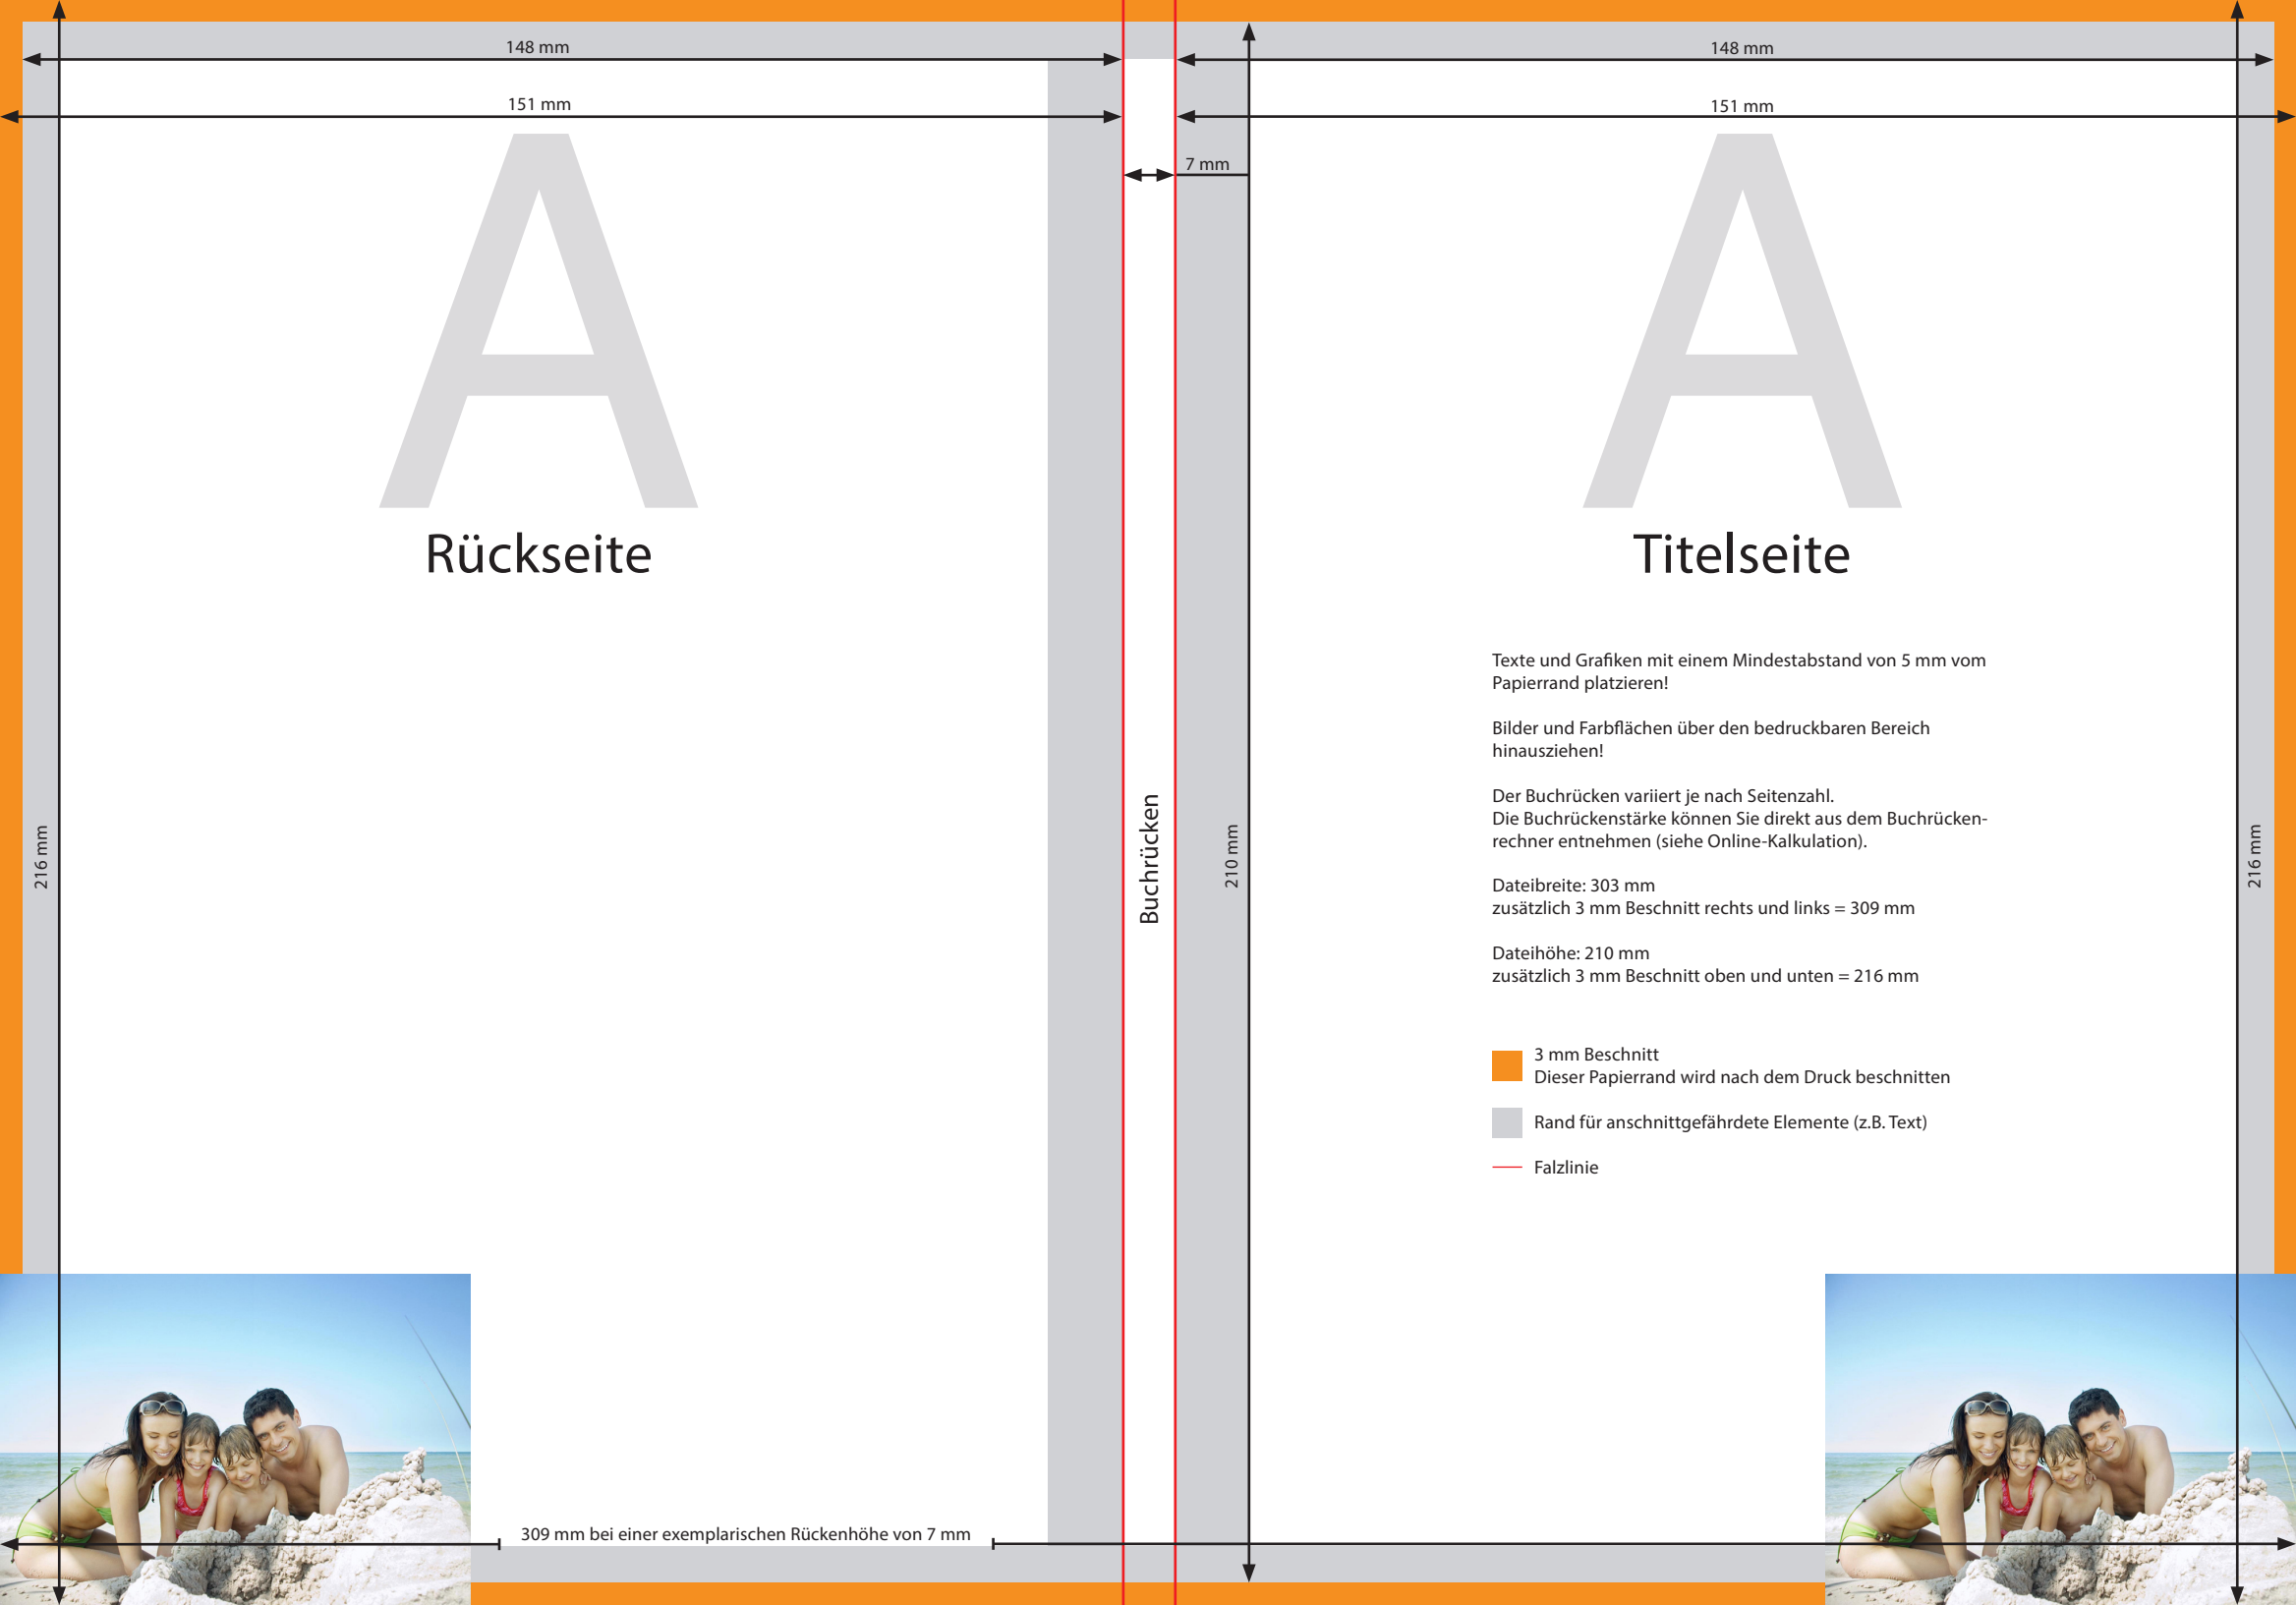 148 mm
148 mm
151 mm
151 mm
7 mm
A
A
Rückseite
Titelseite
Texte und Grafiken mit einem Mindestabstand von 5 mm vom
Papierrand platzieren!
Bilder und Farbflächen über den bedruckbaren Bereich
hinausziehen!
Der Buchrücken variiert je nach Seitenzahl.
Die Buchrückenstärke können Sie direkt aus dem Buchrücken-
rechner entnehmen (siehe Online-Kalkulation).
Dateibreite: 303 mm
zusätzlich 3 mm Beschnitt rechts und links = 309 mm
Dateihöhe: 210 mm
zusätzlich 3 mm Beschnitt oben und unten = 216 mm
216 mm
Buchrücken
210 mm
216 mm
3 mm Beschnitt
Dieser Papierrand wird nach dem Druck beschnitten
Rand für anschnittgefährdete Elemente (z.B. Text)
Falzlinie
309 mm bei einer exemplarischen Rückenhöhe von 7 mm